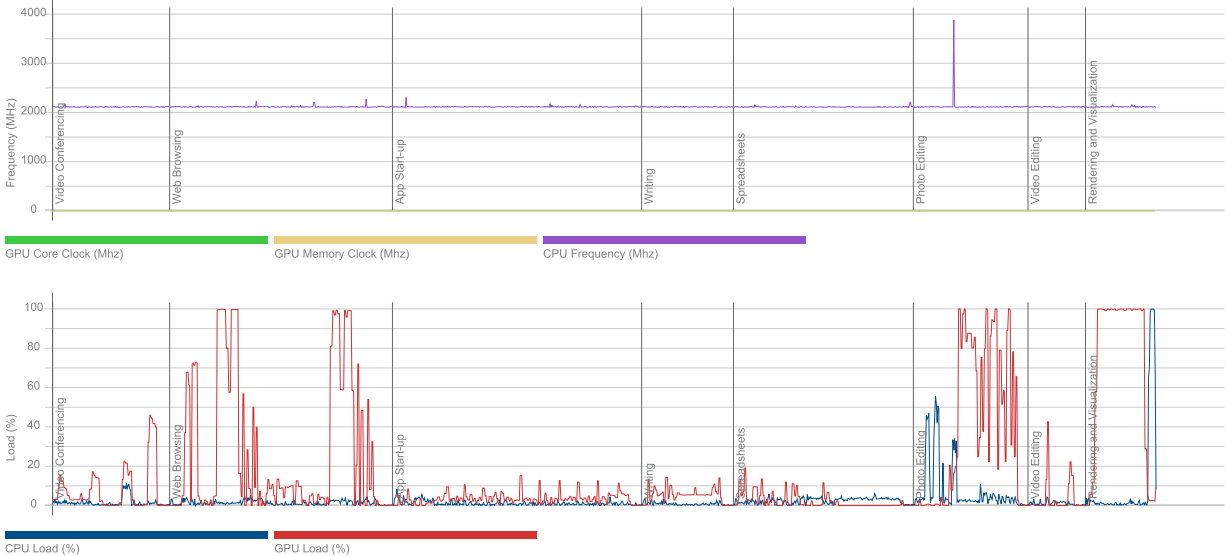 4000
3000
2000
1000
0
Frequency (MHz)
Video Conferencing
Web Browsing
App Start-up
Writing
Spreadsheets
Photo Editing
Video Editing
Rendering and Visualization
GPU Core Clock (Mhz)
GPU Memory Clock (Mhz)
CPU Frequency (Mhz)
100
80
60
40
20
0
Load (%)
Video Conferencing
Web Browsing
App Start-up
Writing
Spreadsheets
Photo Editing
Video Editing
Rendering and Visualization
CPU Load (%)
GPU Load (%)